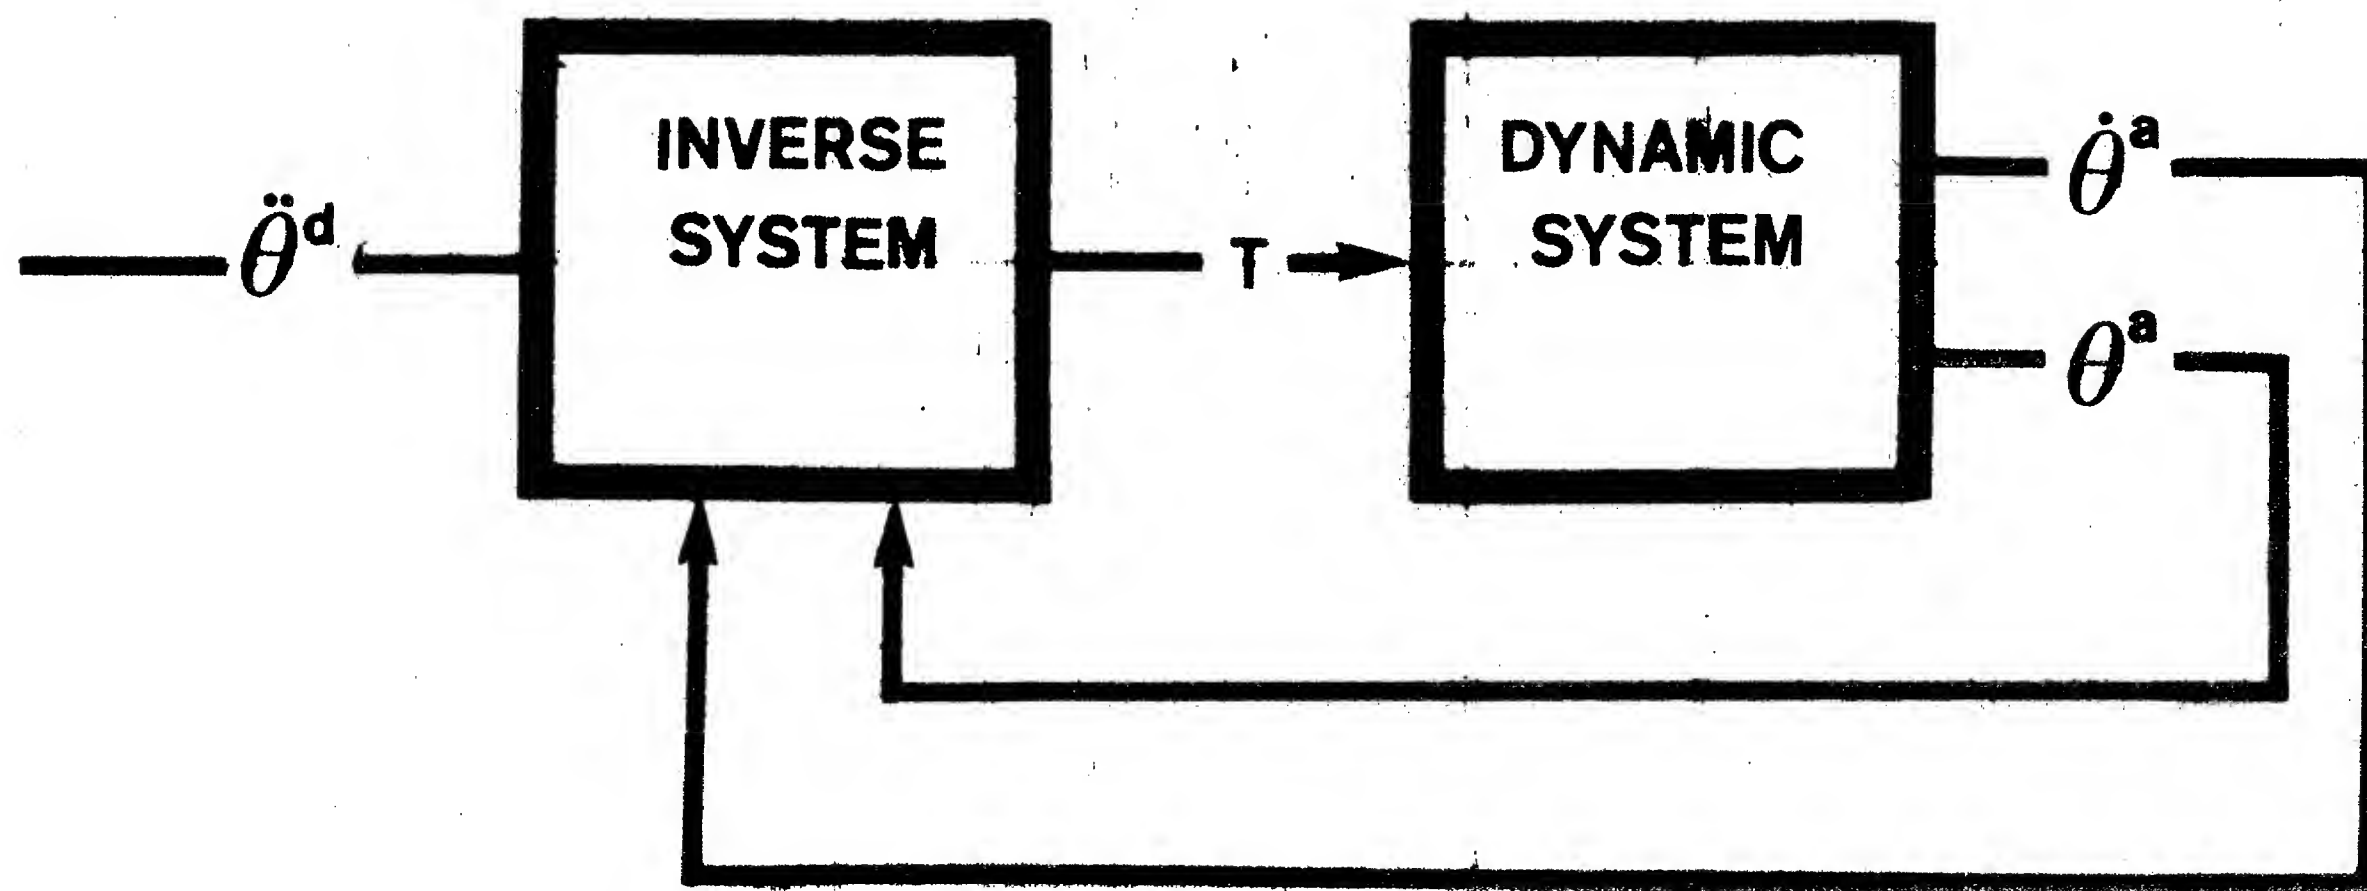 INVERSE
SYSTEM
DYNAMIC
SYSTEM
θ̈ᵈ
T
θ̇ᵃ
θᵃ